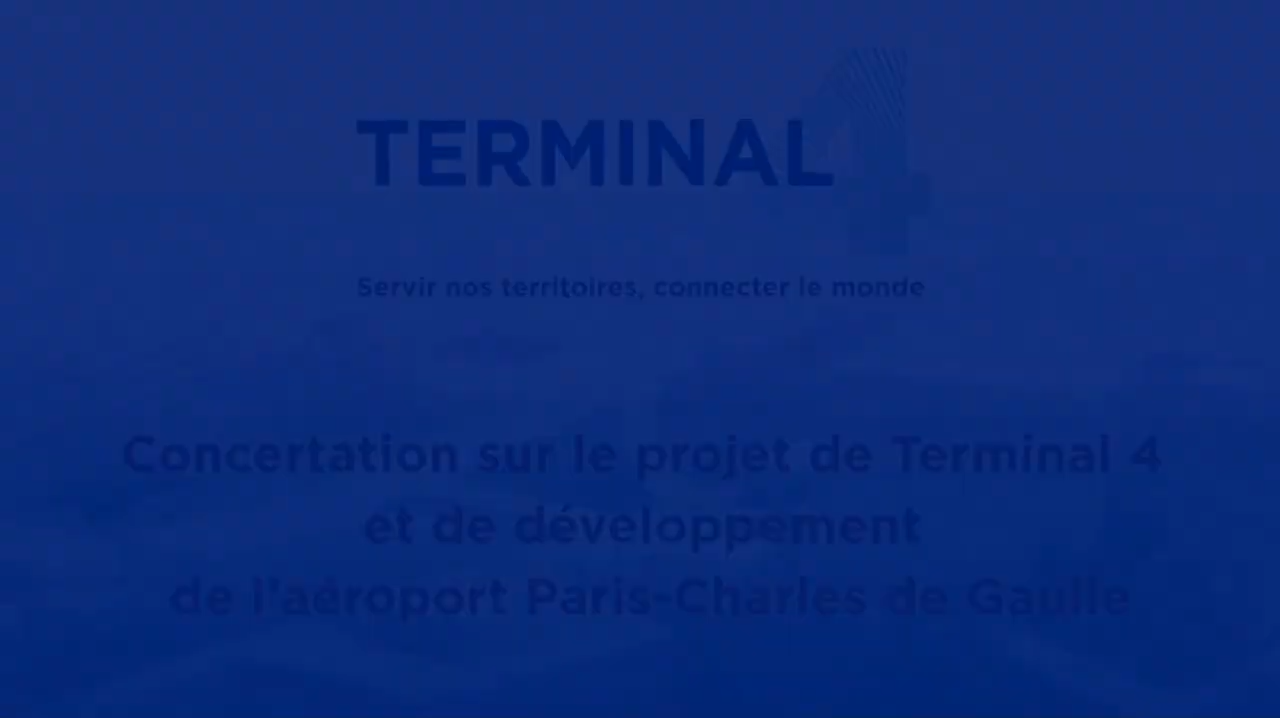 TERMINAL 4
Servir nos territoires, connecter le monde
Concertation sur le projet de Terminal 4
et de développement
de l'aéroport Paris-Charles de Gaulle